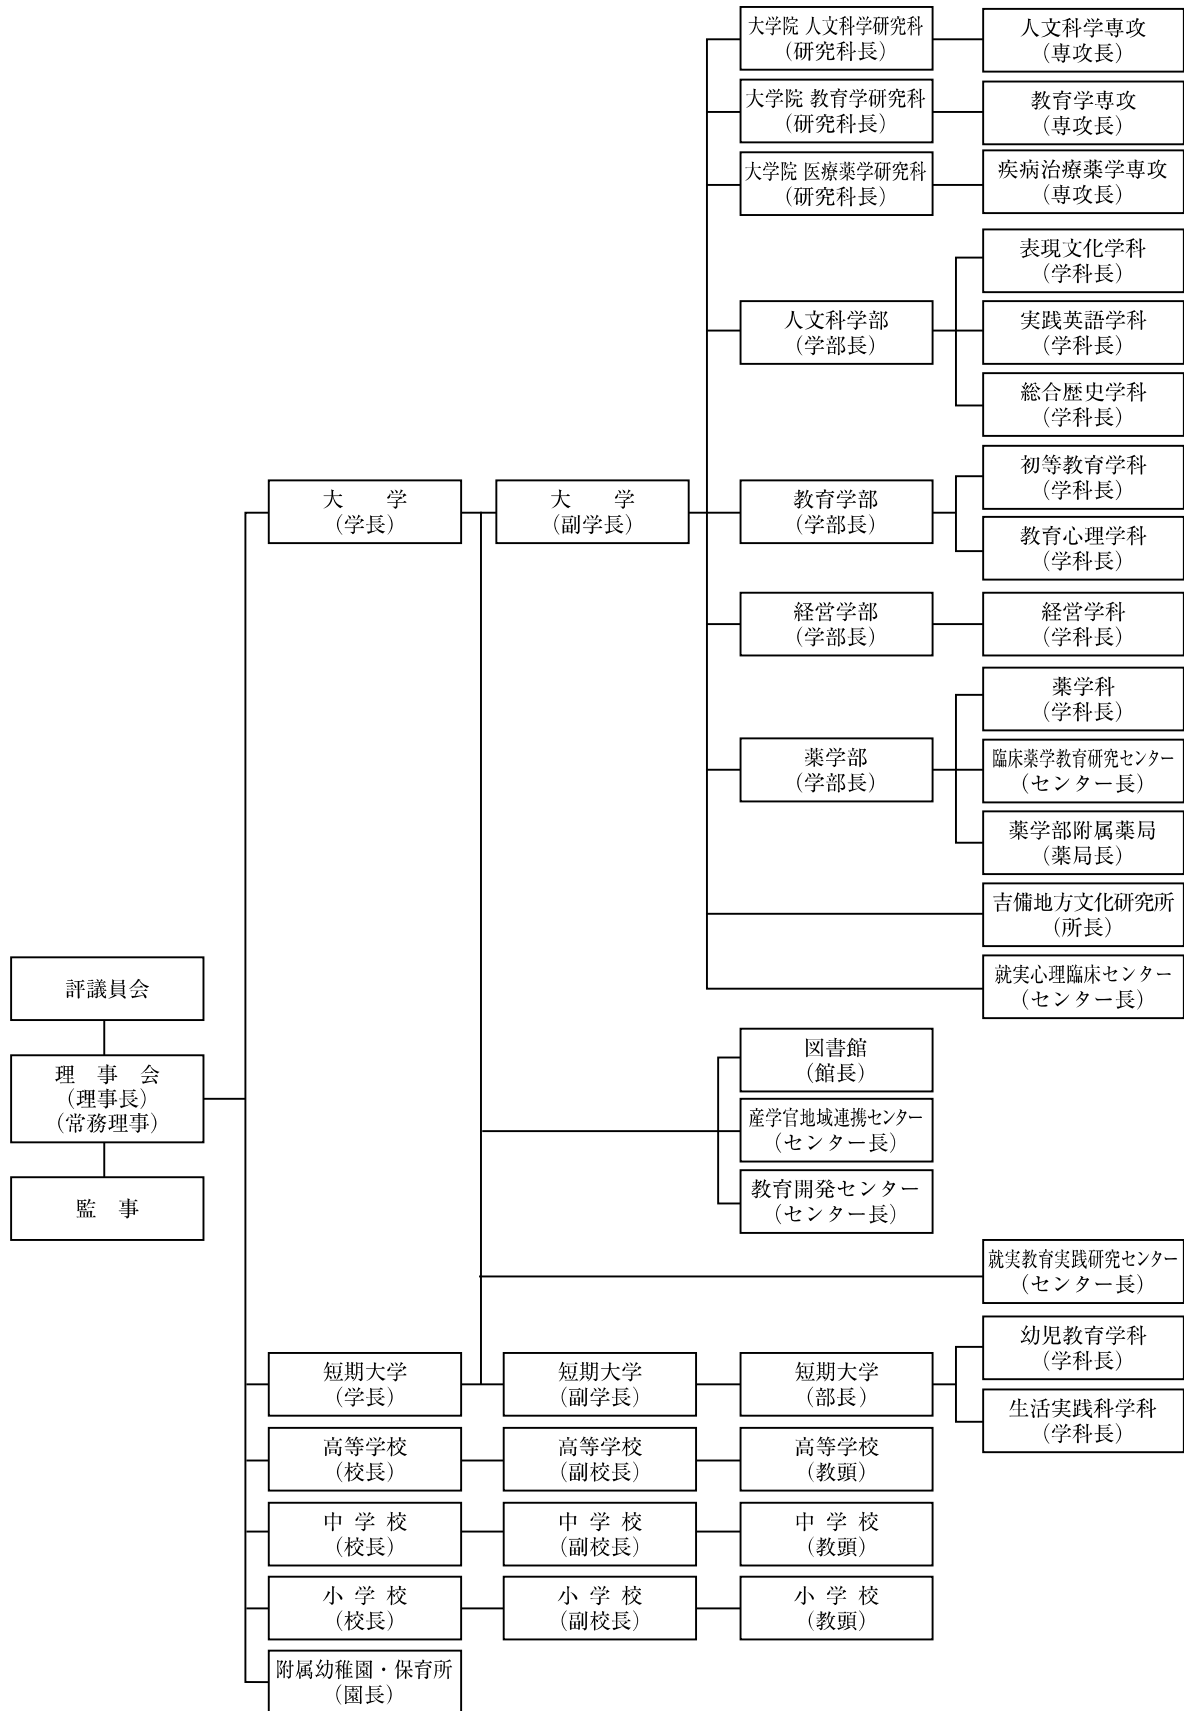 大学院 人文科学研究科
（研究科長）
人文科学専攻
（専攻長）
大学院 教育学研究科
（研究科長）
教育学専攻
（専攻長）
大学院 医療薬学研究科
（研究科長）
疾病治療薬学専攻
（専攻長）
表現文化学科
（学科長）
人文科学部
（学部長）
実践英語学科
（学科長）
総合歴史学科
（学科長）
大　　学
（学長）
大　　学
（副学長）
教育学部
（学部長）
初等教育学科
（学科長）
教育心理学科
（学科長）
経営学部
（学部長）
経営学科
（学科長）
薬学科
（学科長）
薬学部
（学部長）
臨床薬学教育研究センター
（センター長）
薬学部附属薬局
（薬局長）
吉備地方文化研究所
（所長）
就実心理臨床センター
（センター長）
評議員会
理　事　会
（理事長）
（常務理事）
監　事
図書館
（館長）
産学官地域連携センター
（センター長）
教育開発センター
（センター長）
就実教育実践研究センター
（センター長）
短期大学
（学長）
短期大学
（副学長）
短期大学
（部長）
幼児教育学科
（学科長）
生活実践科学科
（学科長）
高等学校
（校長）
高等学校
（副校長）
高等学校
（教頭）
中 学 校
（校長）
中 学 校
（副校長）
中 学 校
（教頭）
小 学 校
（校長）
小 学 校
（副校長）
小 学 校
（教頭）
附属幼稚園・保育所
（園長）